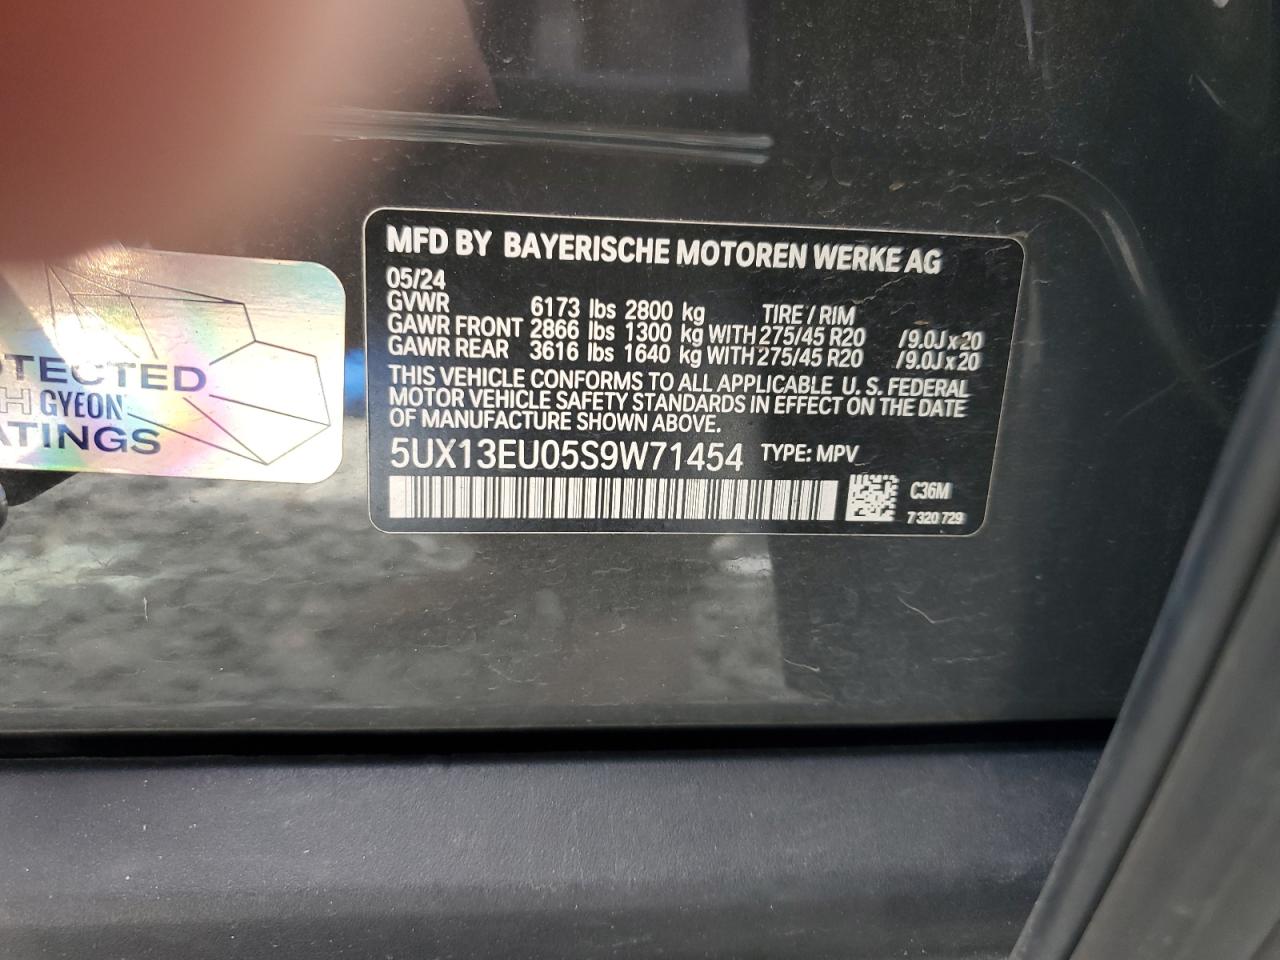 MFD BY BAYERISCHE MOTOREN WERKE AG
05/24
GVWR 6173 lbs 2800 kg TIRE / RIM
GAWR FRONT 2866 lbs 1300 kg WITH 275/45 R20 /9.0J x 20
GAWR REAR 3616 lbs 1640 kg WITH 275/45 R20 /9.0J x 20
THIS VEHICLE CONFORMS TO ALL APPLICABLE U.S. FEDERAL
MOTOR VEHICLE SAFETY STANDARDS IN EFFECT ON THE DATE
OF MANUFACTURE SHOWN ABOVE.
5UX13EU05S9W71454 TYPE: MPV
C36M
7 320 729
OTECTED
H GYEON
ATINGS